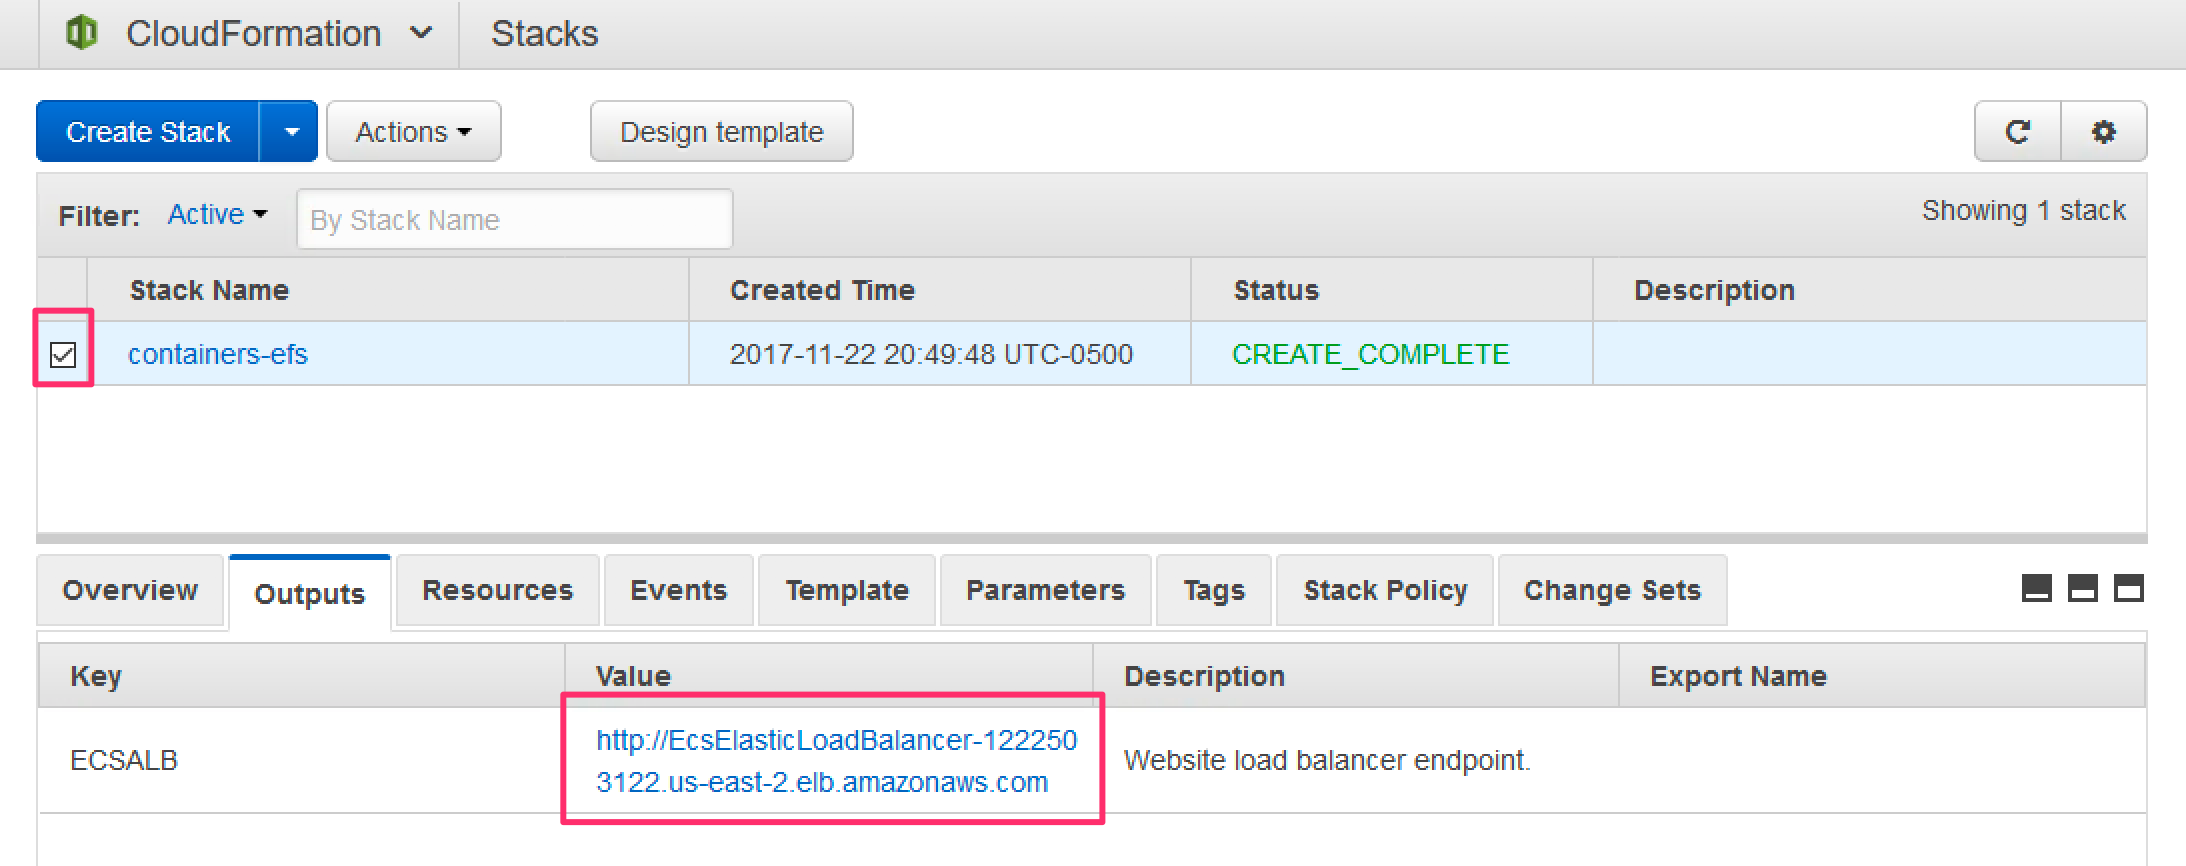 CloudFormation Stacks
Create Stack Actions Design template
Filter: Active By Stack Name Showing 1 stack
Stack Name Created Time Status Description
containers-efs 2017-11-22 20:49:48 UTC-0500 CREATE_COMPLETE
Overview Outputs Resources Events Template Parameters Tags Stack Policy Change Sets
Key Value Description Export Name
ECSALB http://EcsElasticLoadBalancer-122250
3122.us-east-2.elb.amazonaws.com Website load balancer endpoint.